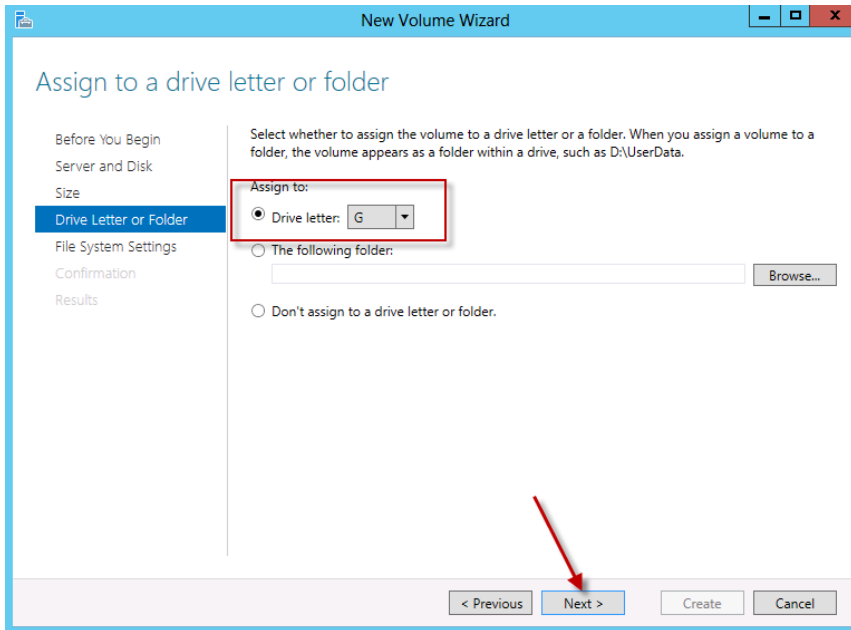 New Volume Wizard
Assign to a drive letter or folder
Before You Begin
Server and Disk
Size
Drive Letter or Folder
File System Settings
Confirmation
Results
Select whether to assign the volume to a drive letter or a folder. When you assign a volume to a
folder, the volume appears as a folder within a drive, such as D:\UserData.
Assign to:
Drive letter: G
The following folder:
Browse...
Don't assign to a drive letter or folder.
< Previous Next > Create Cancel